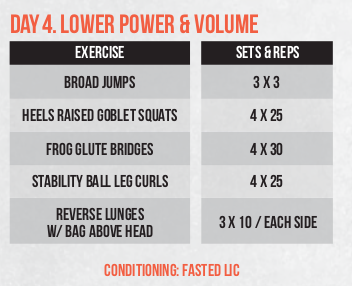 DAY 4. LOWER POWER & VOLUME
EXERCISE SETS & REPS
BROAD JUMPS 3 X 3
HEELS RAISED GOBLET SQUATS 4 X 25
FROG GLUTE BRIDGES 4 X 30
STABILITY BALL LEG CURLS 4 X 25
REVERSE LUNGES
W/ BAG ABOVE HEAD 3 X 10 / EACH SIDE
CONDITIONING: FASTED LIC